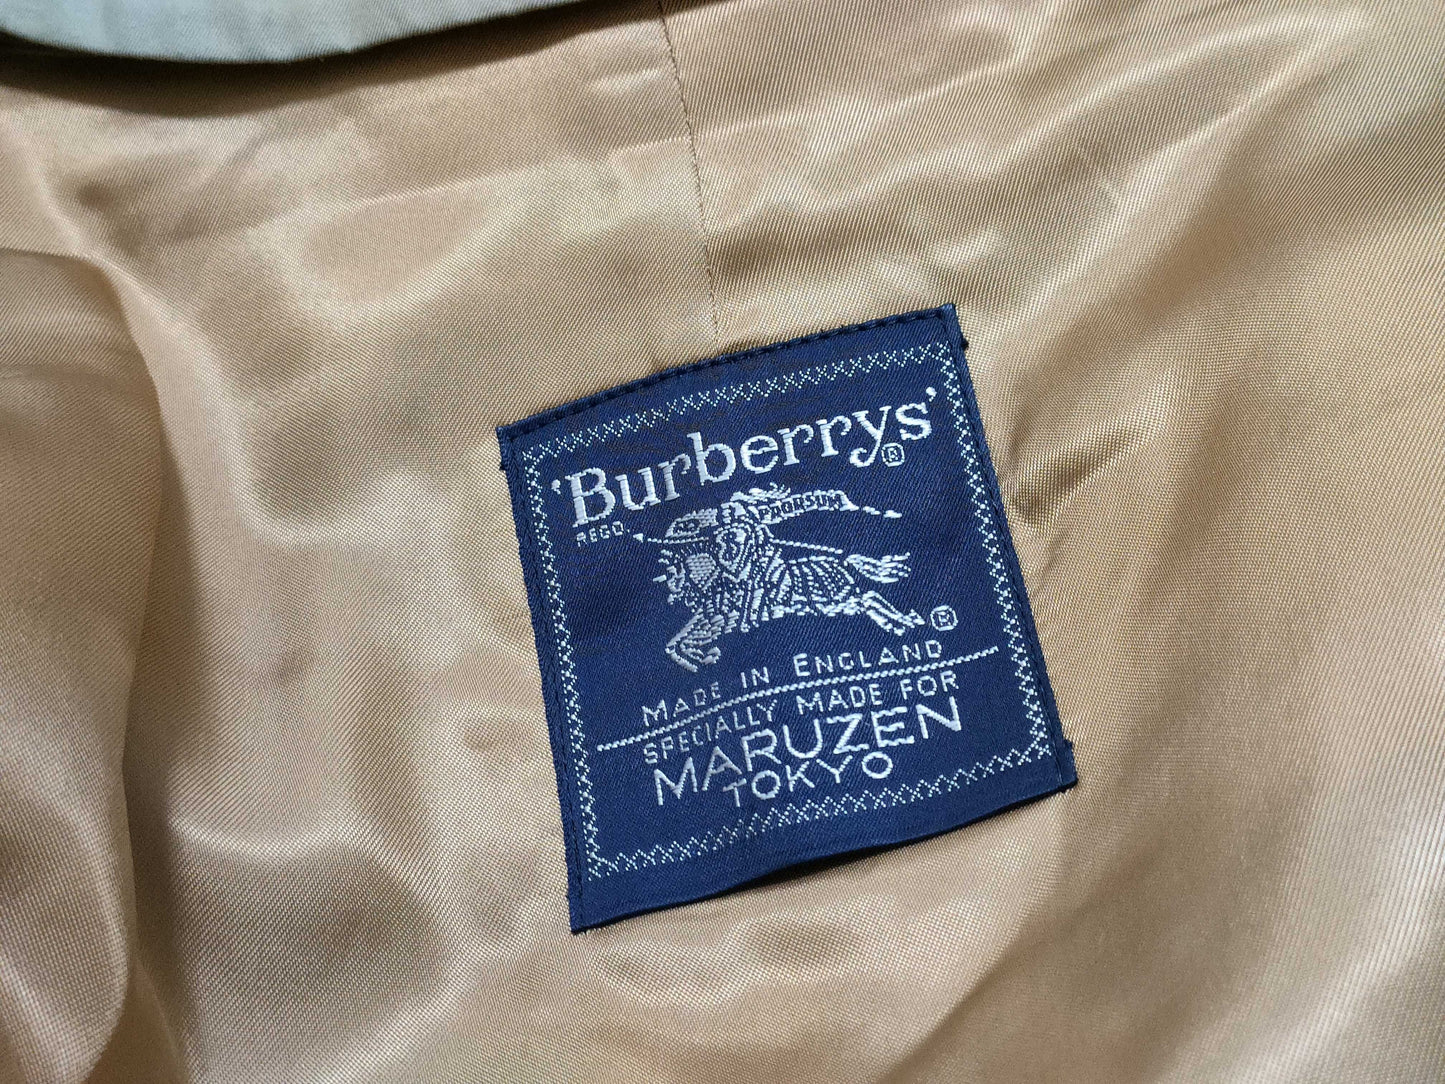 'Burberrys'®
REGD.
PRORSUM
®
MADE IN ENGLAND
SPECIALLY MADE FOR
MARUZEN
TOKYO